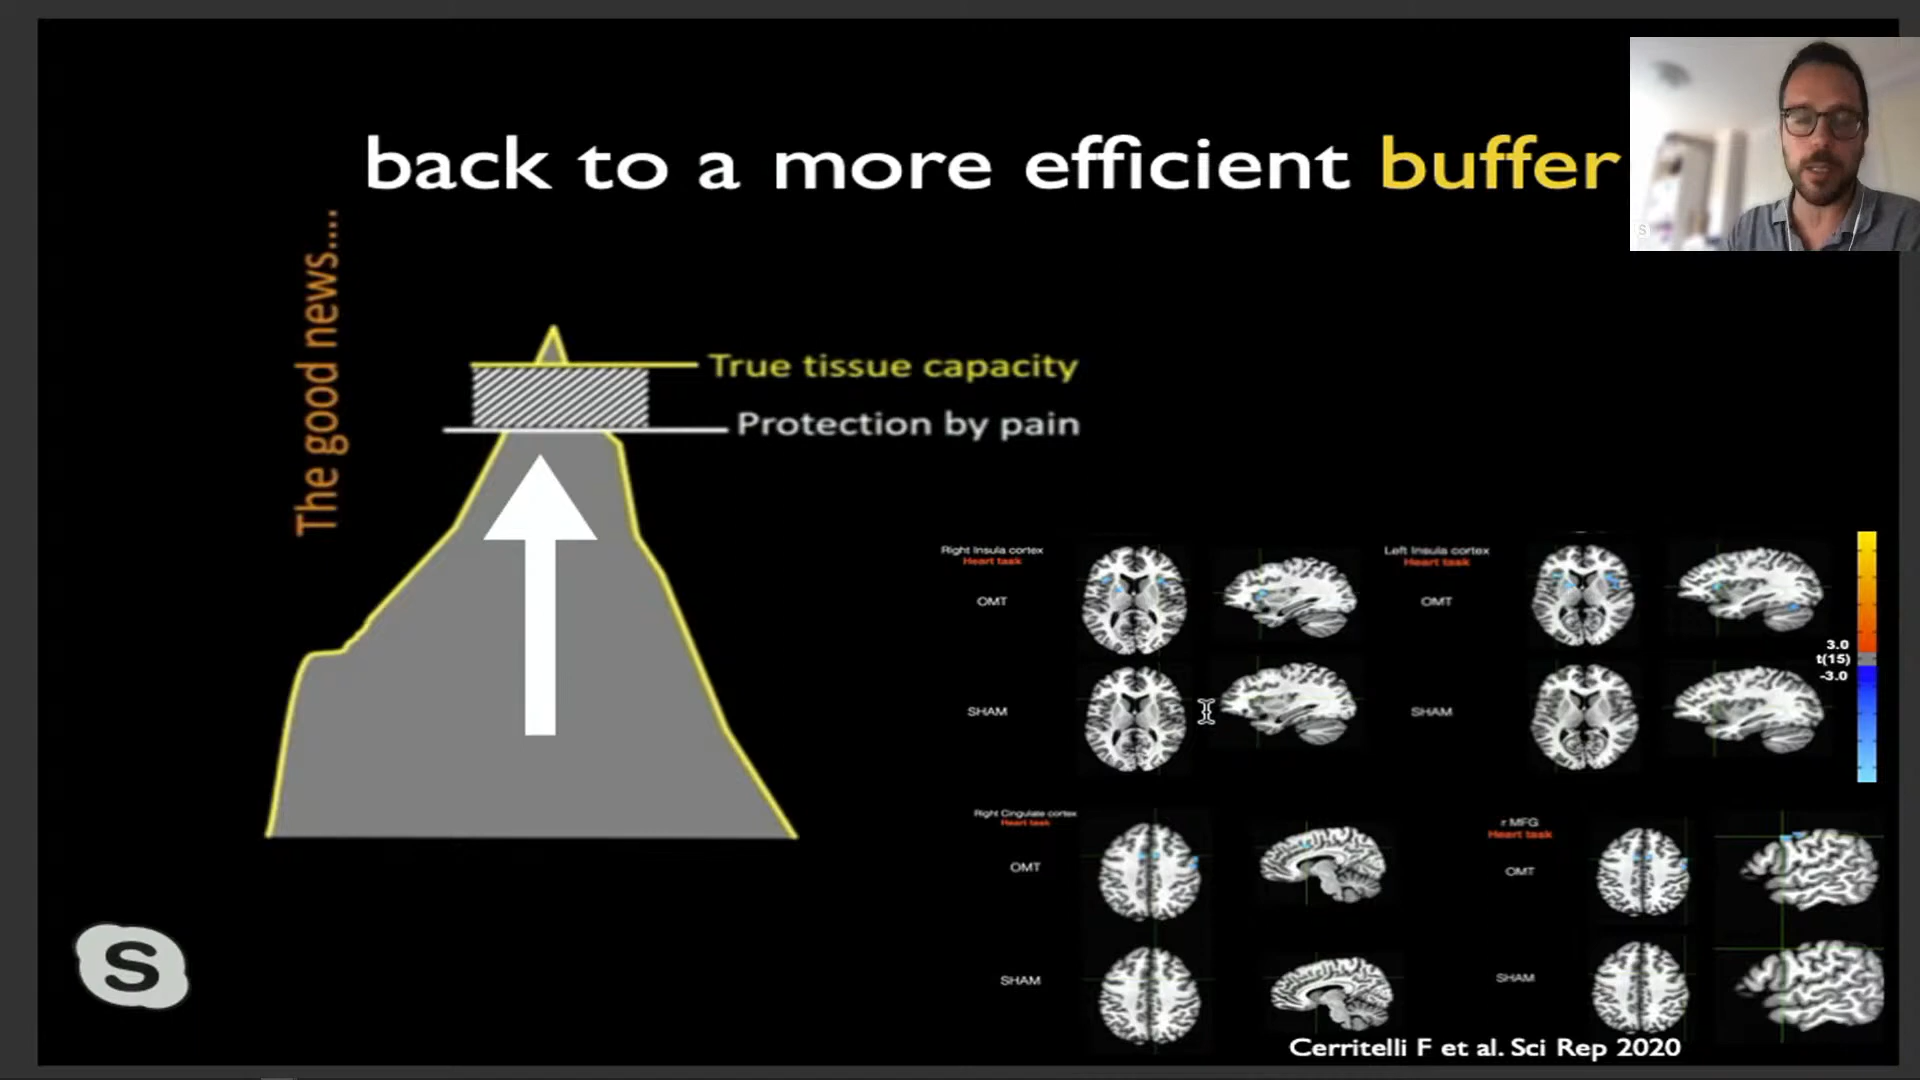 back to a more efficient buffer
The good news....
True tissue capacity
Protection by pain
Right Insula cortex
Heart task
OMT
SHAM
Left Insula cortex
Heart task
OMT
SHAM
3.0
t(15)
-3.0
Right Cingulate cortex
Heart task
OMT
SHAM
r MFG
Heart task
OMT
SHAM
Cerritelli F et al. Sci Rep 2020
S
S